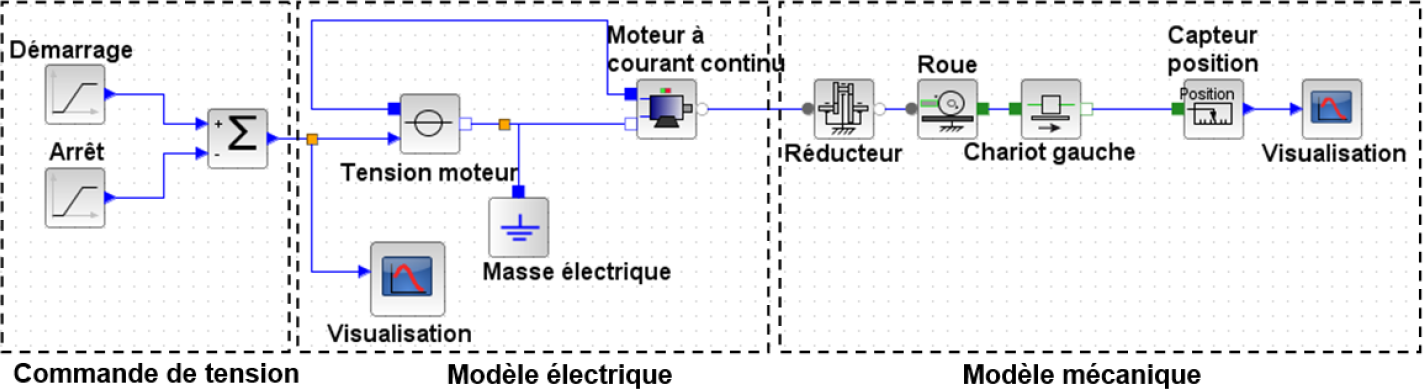 Démarrage
Arrêt
+
-
Σ
Commande de tension
Moteur à
courant continu
Tension moteur
Masse électrique
Visualisation
Modèle électrique
Réducteur
Roue
Chariot gauche
Capteur
position
Position
Visualisation
Modèle mécanique